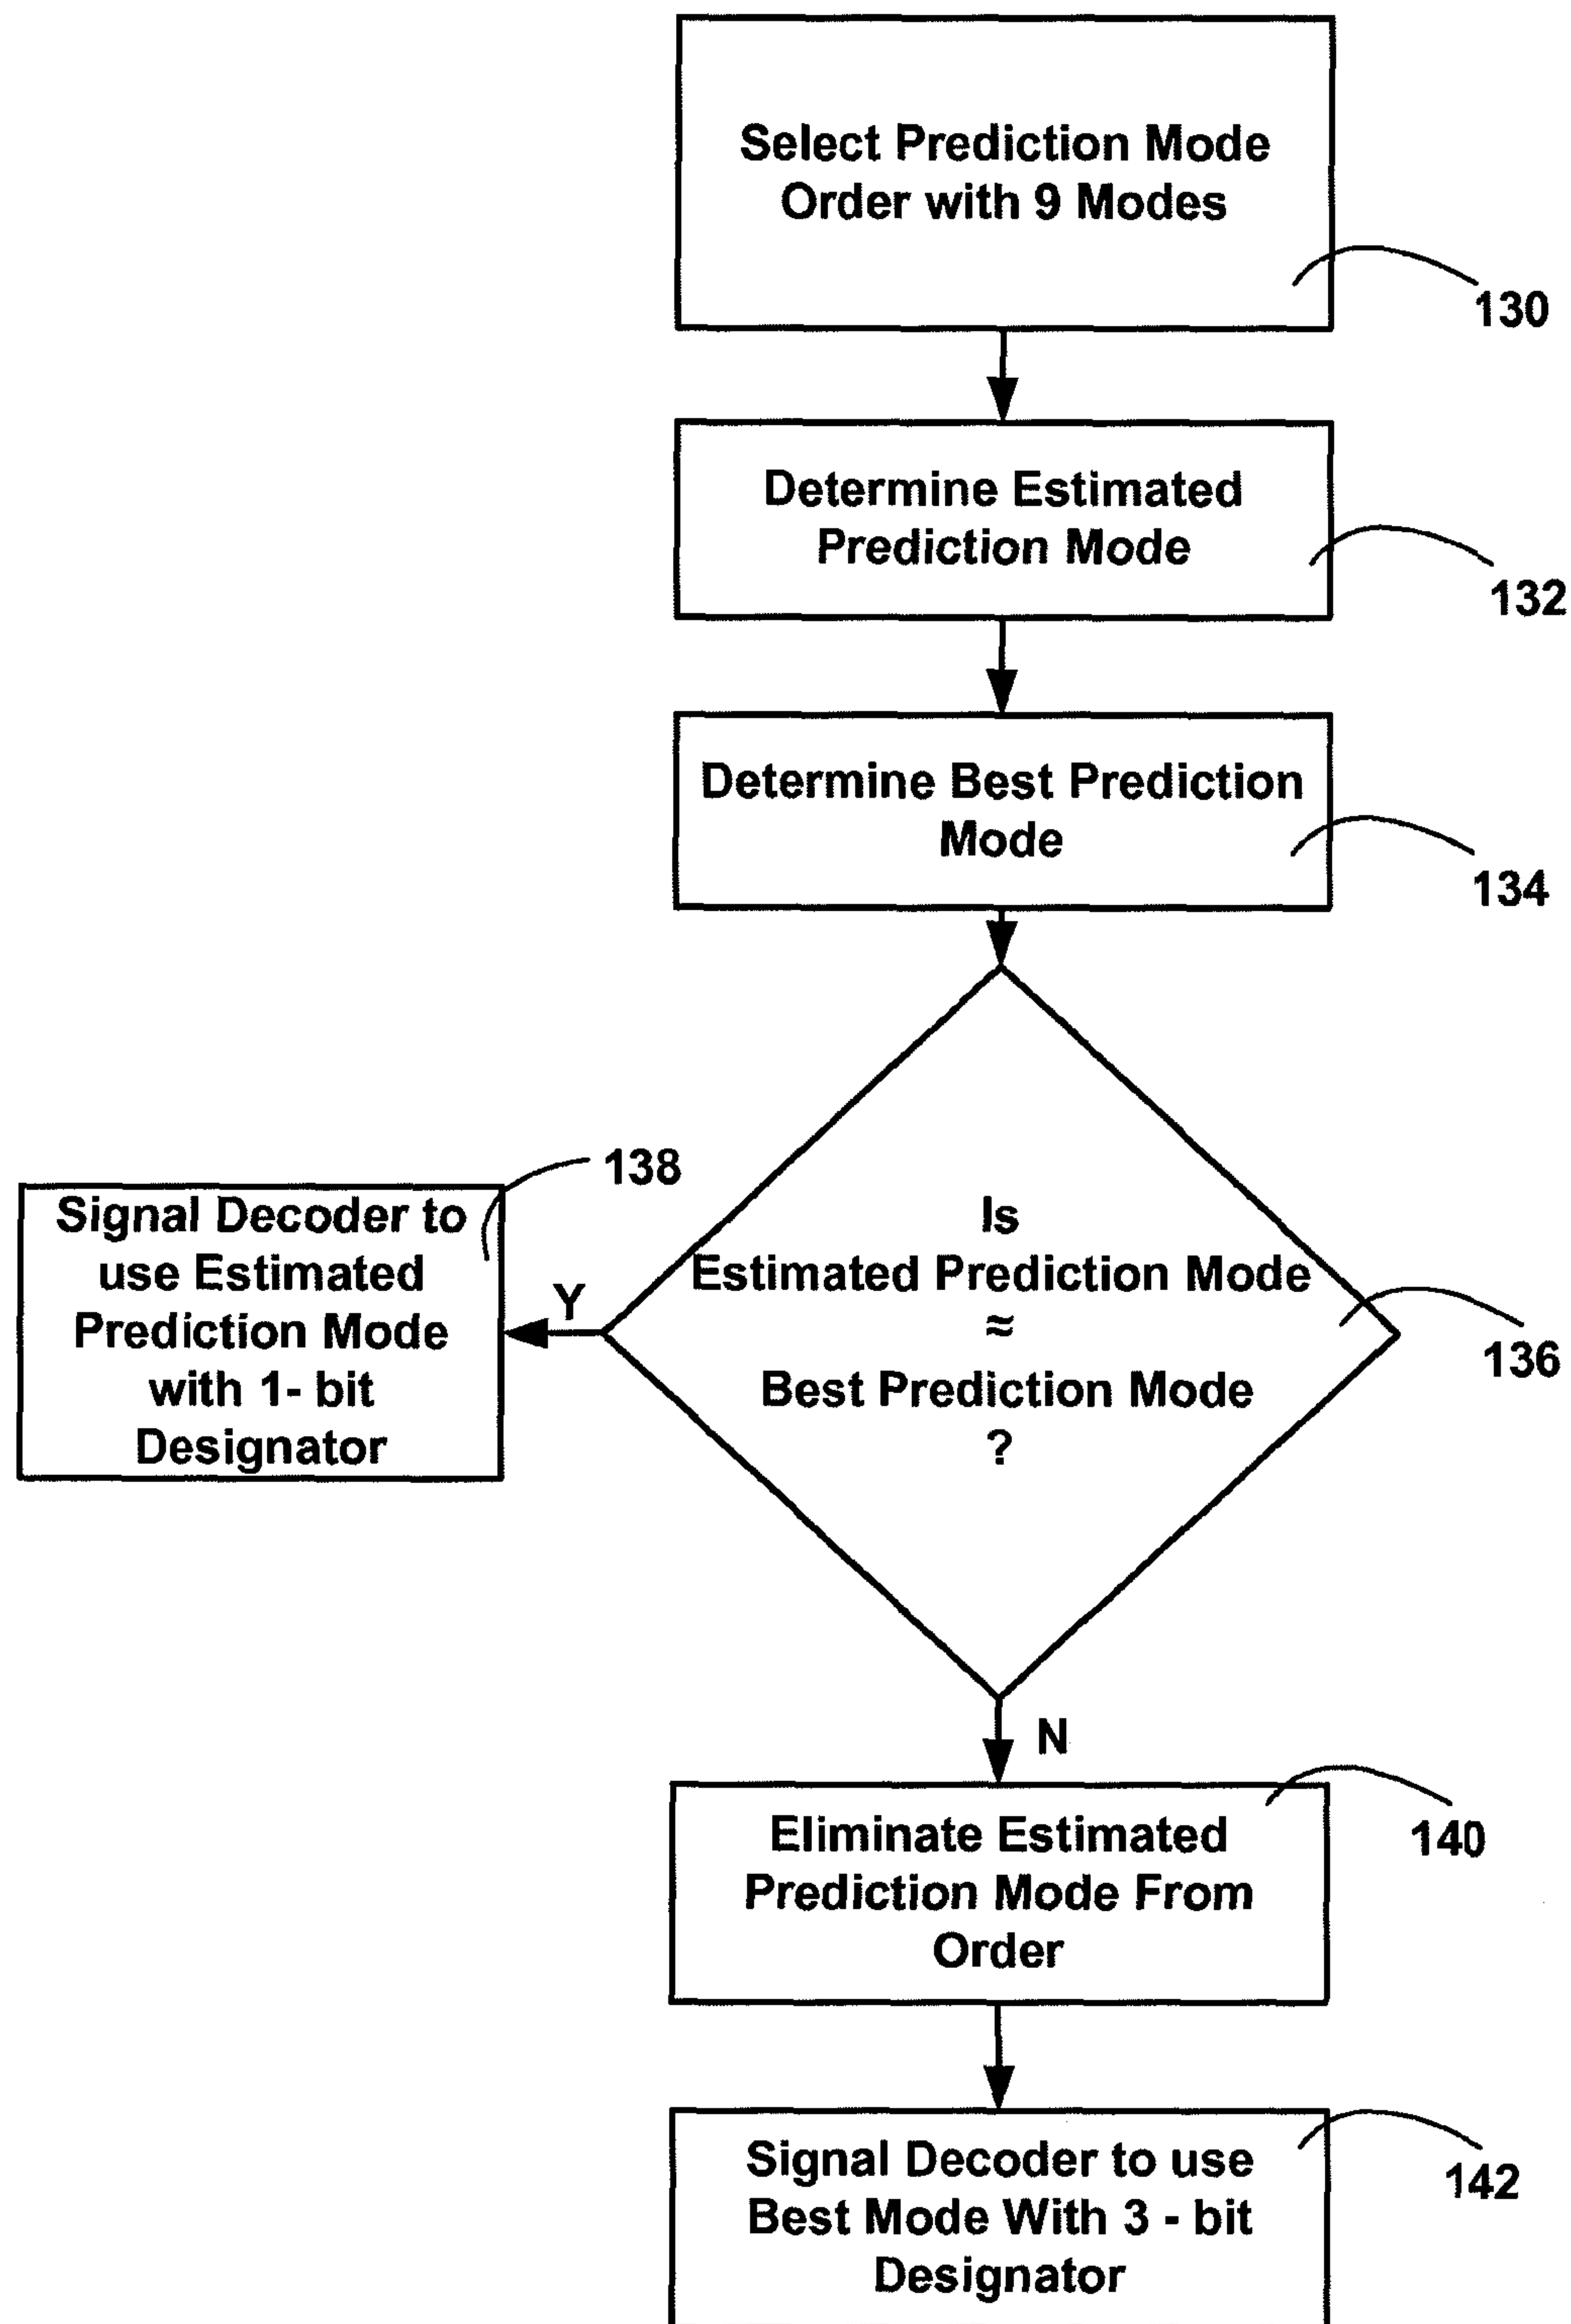 Select Prediction Mode
Order with 9 Modes
130
Determine Estimated
Prediction Mode
132
Determine Best Prediction
Mode
134
138
Signal Decoder to
use Estimated
Prediction Mode
with 1- bit
Designator
Y
Is
Estimated Prediction Mode
≈
Best Prediction Mode
?
136
N
Eliminate Estimated
Prediction Mode From
Order
140
Signal Decoder to use
Best Mode With 3 - bit
Designator
142